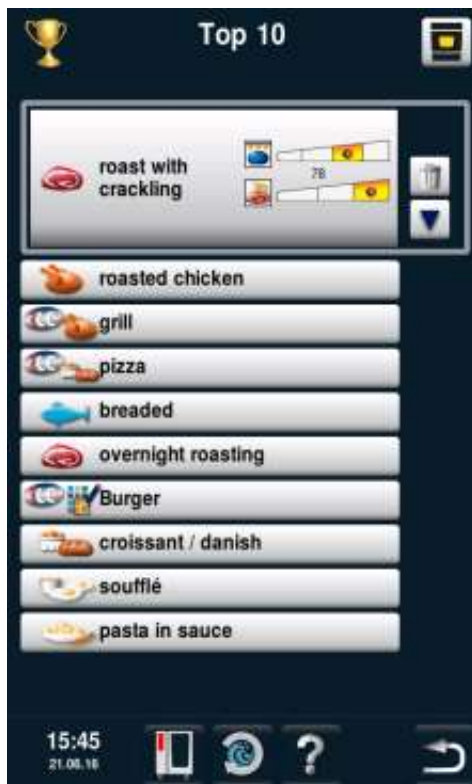 Top 10
roast with
crackling
78
roasted chicken
grill
pizza
breaded
overnight roasting
Burger
croissant / danish
soufflé
pasta in sauce
15:45
21.06.16
?